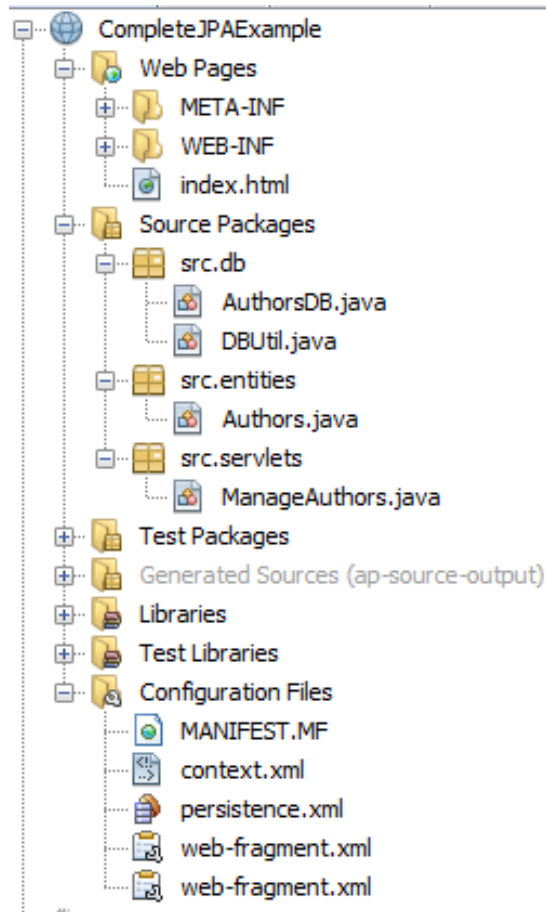 CompleteJPAExample
Web Pages
META-INF
WEB-INF
index.html
Source Packages
src.db
AuthorsDB.java
DBUtil.java
src.entities
Authors.java
src.servlets
ManageAuthors.java
Test Packages
Generated Sources (ap-source-output)
Libraries
Test Libraries
Configuration Files
MANIFEST.MF
context.xml
persistence.xml
web-fragment.xml
web-fragment.xml